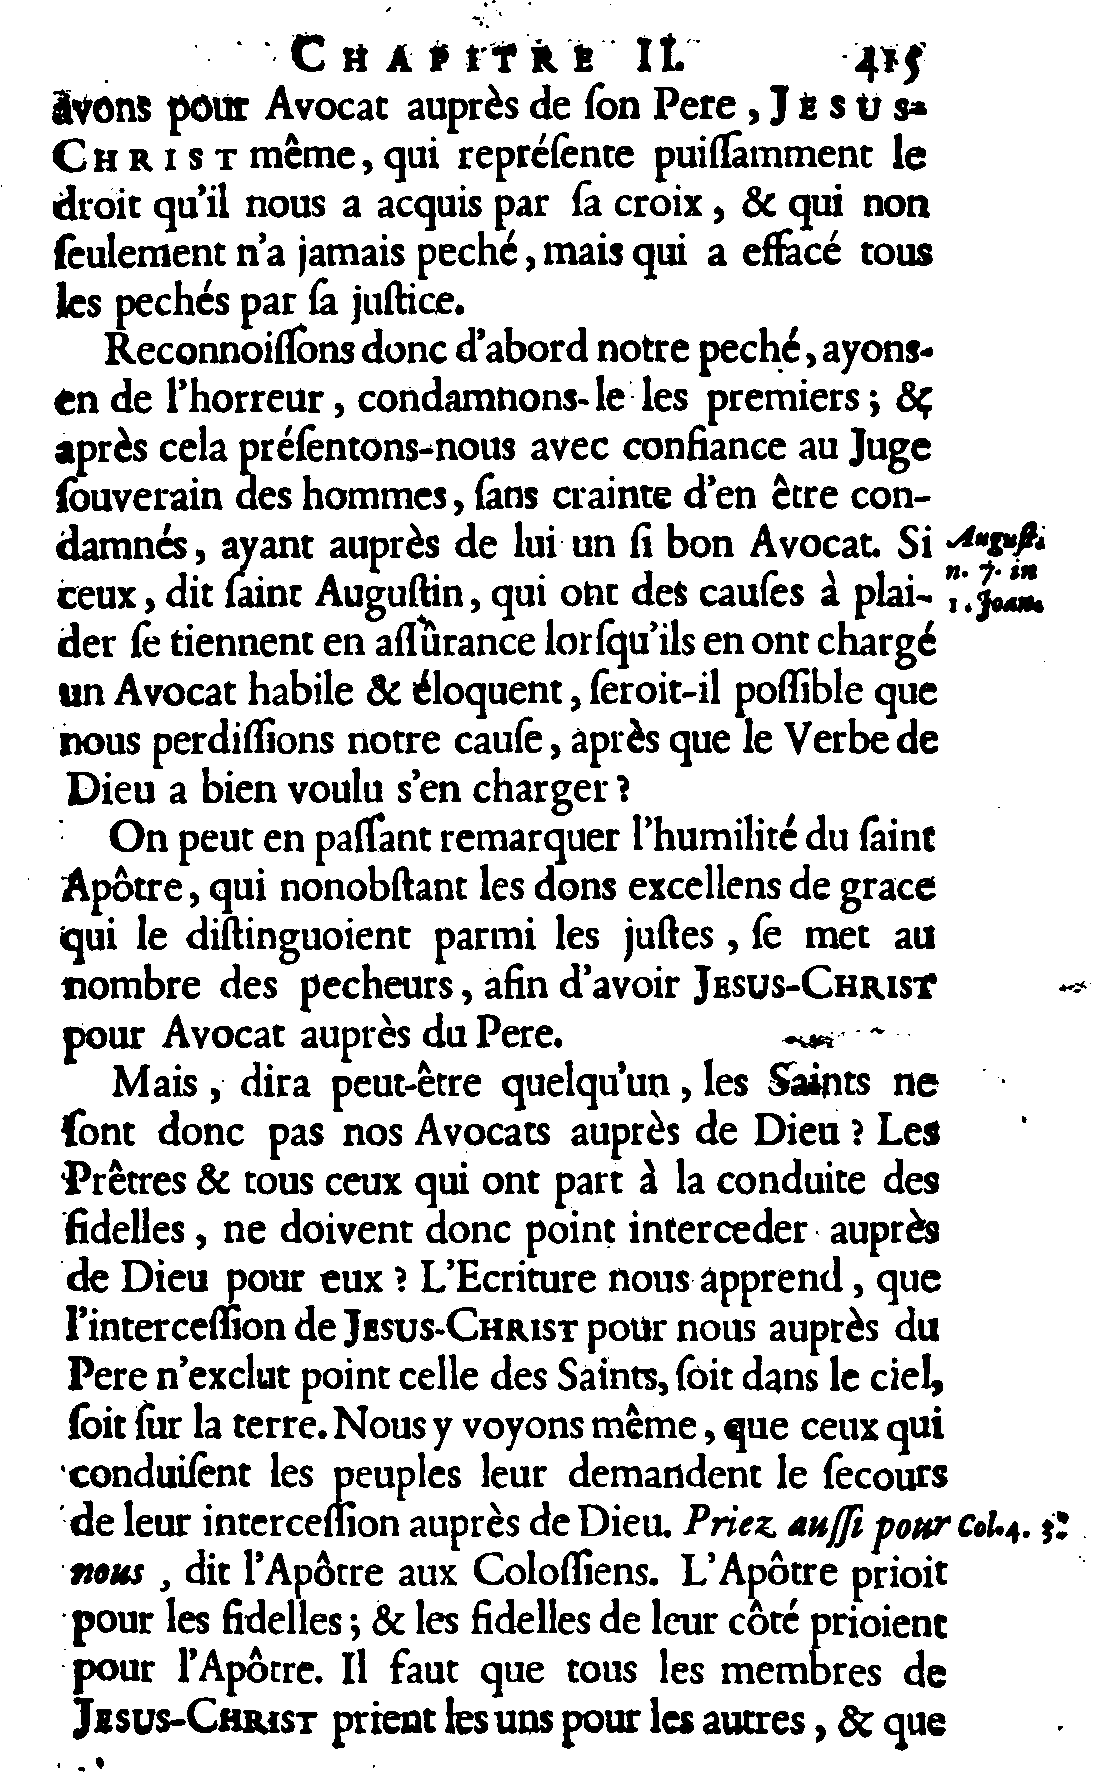 CHAPITRE II. 415
avons pour Avocat auprès de ſon Pere, JESUS-
CHRIST même, qui repréſente puiſſamment le
droit qu'il nous a acquis par ſa croix, & qui non
ſeulement n'a jamais peché, mais qui a effacé tous
les pechés par ſa juſtice.
Reconnoiſſons donc d'abord notre peché, ayons-
en de l'horreur, condamnons-le les premiers; &
après cela préſentons-nous avec confiance au Juge
ſouverain des hommes, ſans crainte d'en être con-
damnés, ayant auprès de lui un ſi bon Avocat. Si
ceux, dit ſaint Auguſtin, qui ont des cauſes à plai-
der ſe tiennent en aſſûrance lorſqu'ils en ont chargé
un Avocat habile & éloquent, ſeroit-il poſſible que
nous perdiſſions notre cauſe, après que le Verbe de
Dieu a bien voulu s'en charger?
Auguſt.
n. 7. in
1. Joan.
On peut en paſſant remarquer l'humilité du ſaint
Apôtre, qui nonobſtant les dons excellens de grace
qui le diſtinguoient parmi les juſtes, ſe met au
nombre des pecheurs, afin d'avoir JESUS-CHRIST
pour Avocat auprès du Pere.
Mais, dira peut-être quelqu'un, les Saints ne
ſont donc pas nos Avocats auprès de Dieu? Les
Prêtres & tous ceux qui ont part à la conduite des
fidelles, ne doivent donc point interceder auprès
de Dieu pour eux? L'Ecriture nous apprend, que
l'interceſſion de JESUS-CHRIST pour nous auprès du
Pere n'exclut point celle des Saints, ſoit dans le ciel,
ſoit ſur la terre. Nous y voyons même, que ceux qui
conduiſent les peuples leur demandent le ſecours
de leur interceſſion auprès de Dieu. Priez auſſi pour
nous, dit l'Apôtre aux Coloſſiens. L'Apôtre prioit
Col. 4. 3.
pour les fidelles; & les fidelles de leur côté prioient
pour l'Apôtre. Il faut que tous les membres de
JESUS-CHRIST prient les uns pour les autres, & que